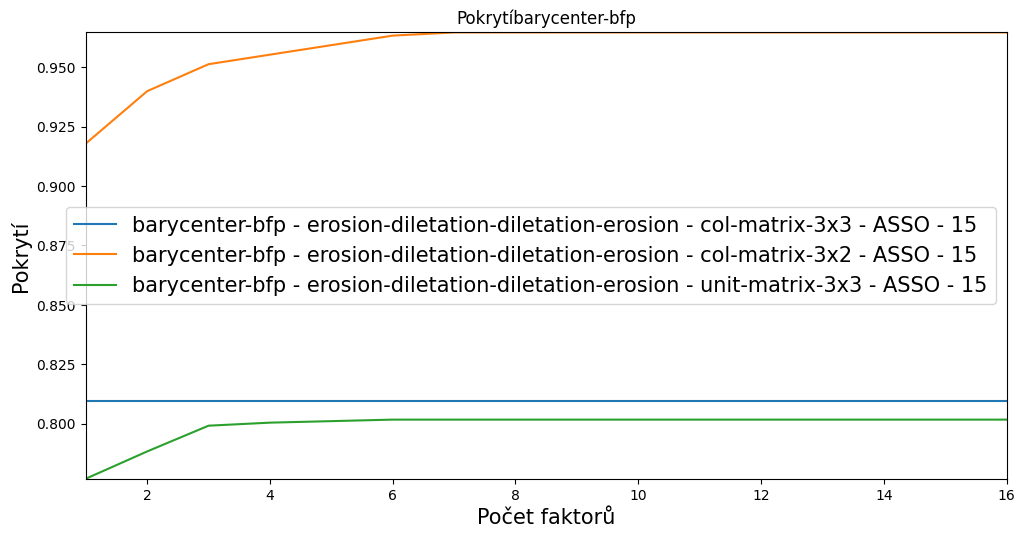 Pokrytíbarycenter-bfp
Pokrytí
0.950
0.925
0.900
0.875
0.850
0.825
0.800
barycenter-bfp - erosion-diletation-diletation-erosion - col-matrix-3x3 - ASSO - 15
barycenter-bfp - erosion-diletation-diletation-erosion - col-matrix-3x2 - ASSO - 15
barycenter-bfp - erosion-diletation-diletation-erosion - unit-matrix-3x3 - ASSO - 15
2 4 6 8 10 12 14 16
Počet faktorů